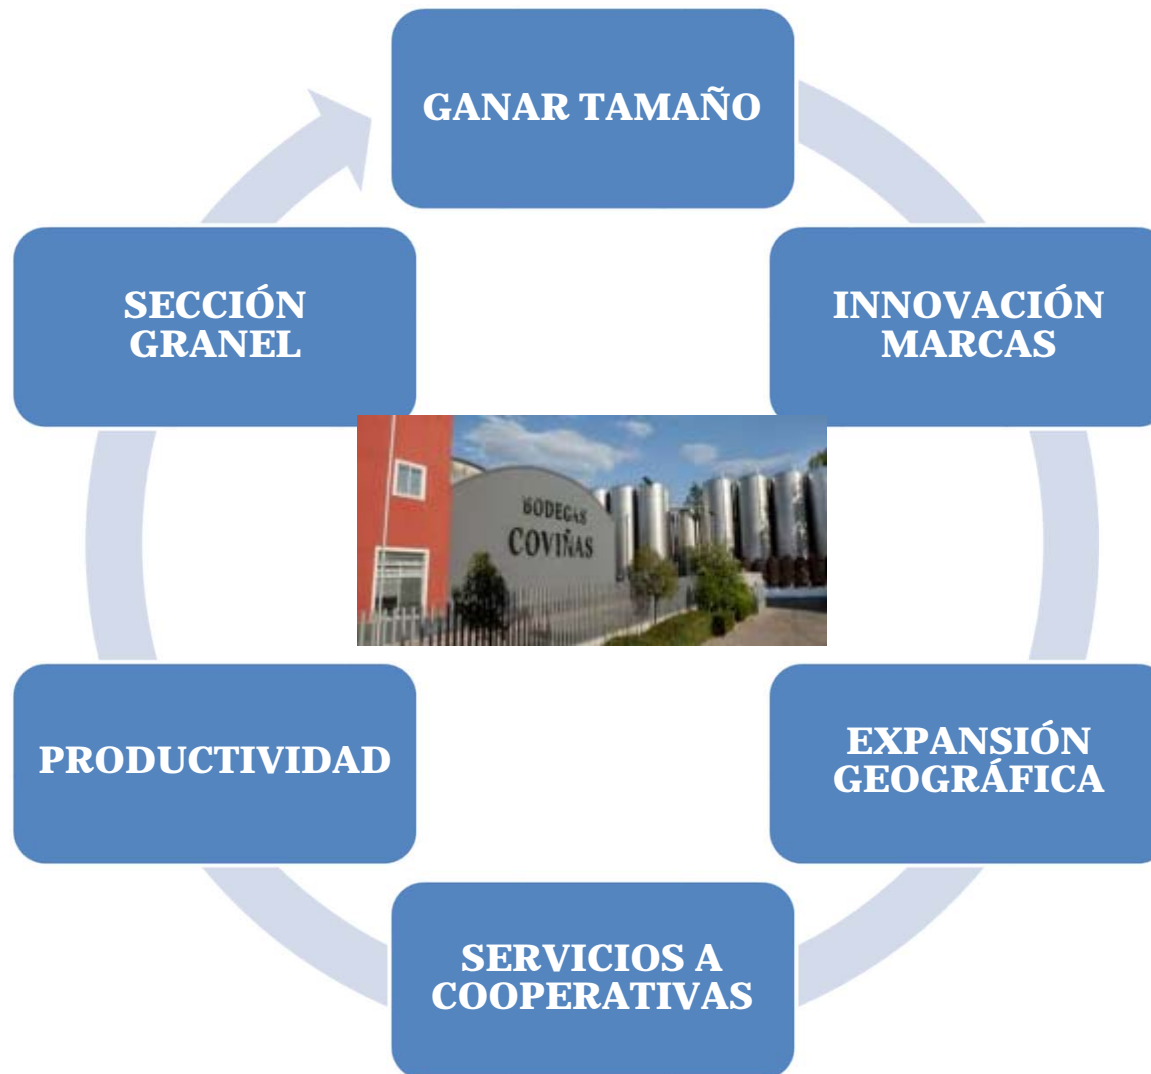 GANAR TAMAÑO
SECCIÓN
GRANEL
INNOVACIÓN
MARCAS
BODEGAS
COVIÑAS
PRODUCTIVIDAD
EXPANSIÓN
GEOGRÁFICA
SERVICIOS A
COOPERATIVAS